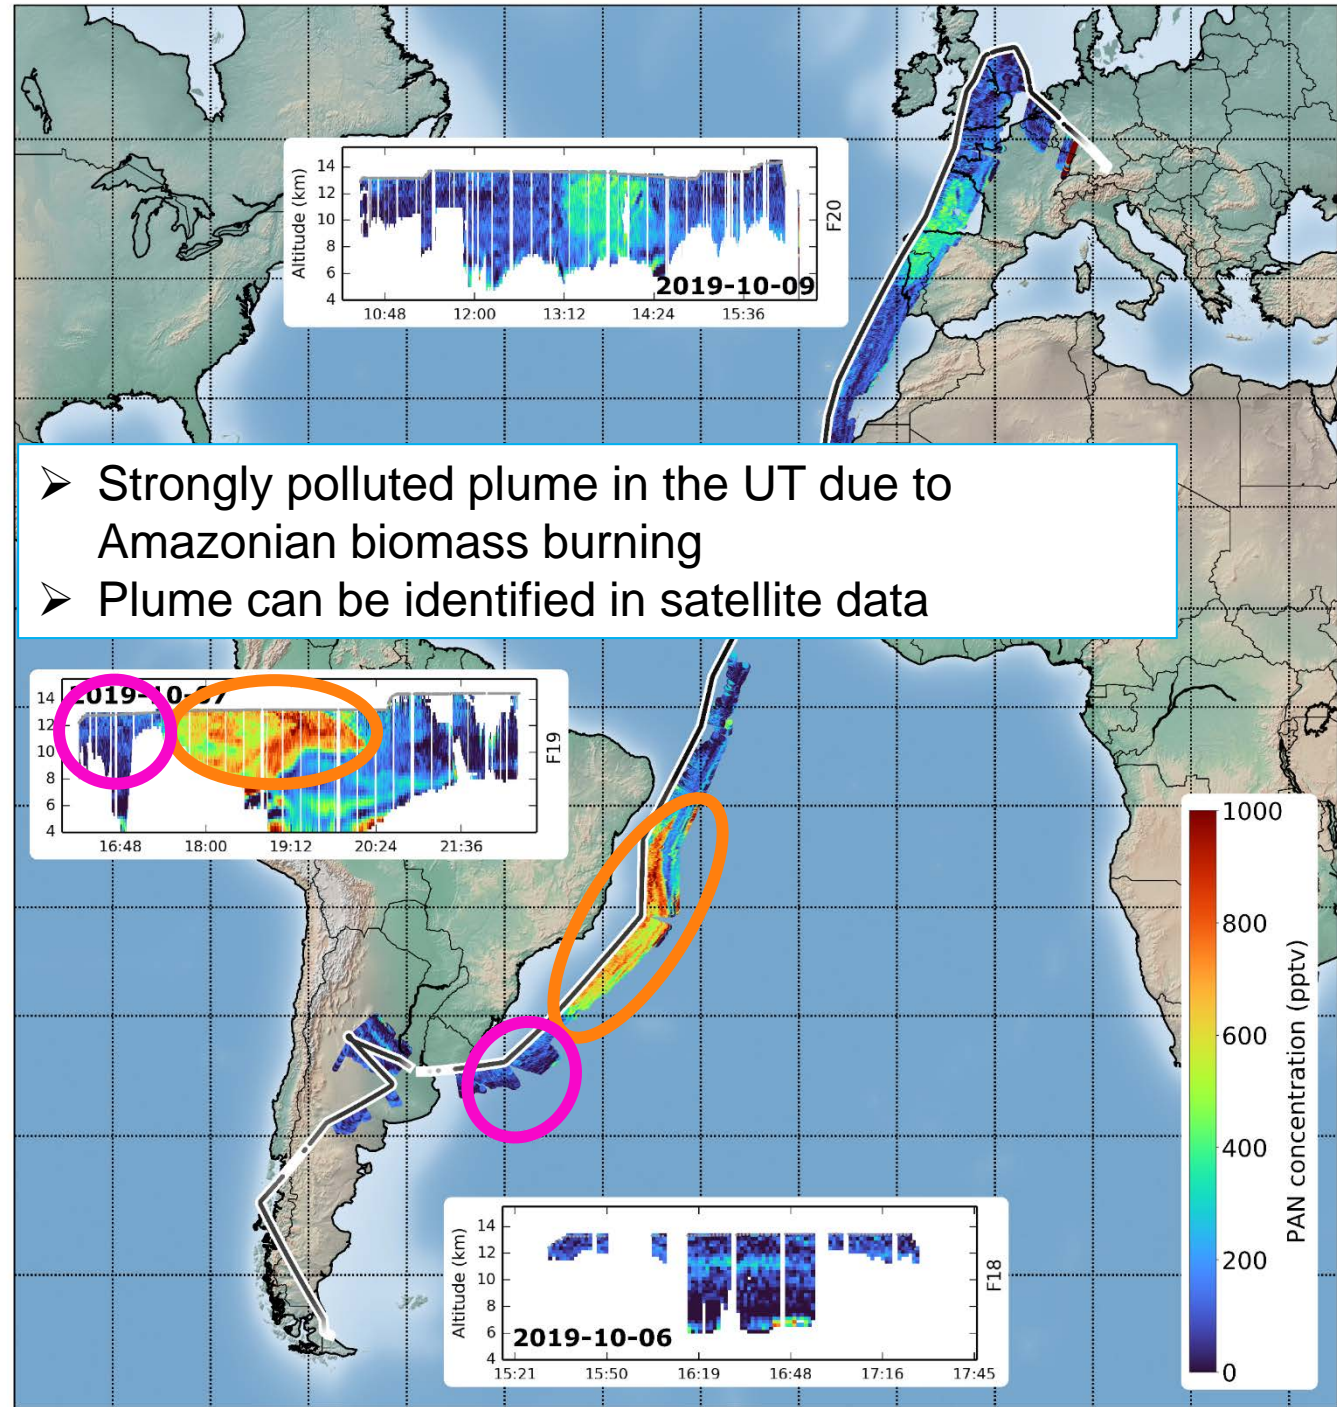 14
12
10
8
6
4
Altitude (km)
F20
2019-10-09
10:48 12:00 13:12 14:24 15:36
➢ Strongly polluted plume in the UT due to
Amazonian biomass burning
➢ Plume can be identified in satellite data
2019-10-07
14
12
10
8
6
4
F19
16:48 18:00 19:12 20:24 21:36
1000
800
600
400
200
0
PAN concentration (pptv)
14
12
10
8
6
4
Altitude (km)
F18
2019-10-06
15:21 15:50 16:19 16:48 17:16 17:45